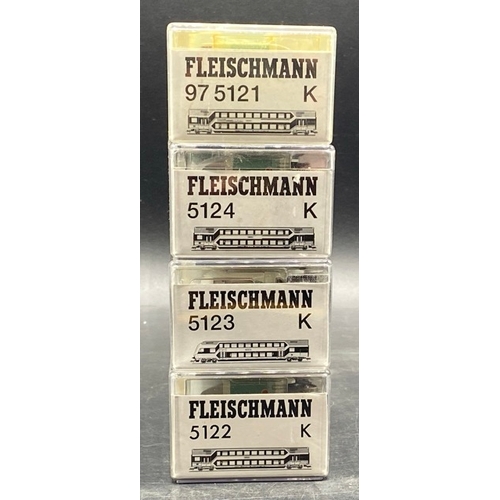 FLEISCHMANN
97 5121 K
FLEISCHMANN
5124 K
FLEISCHMANN
5123 K
FLEISCHMANN
5122 K